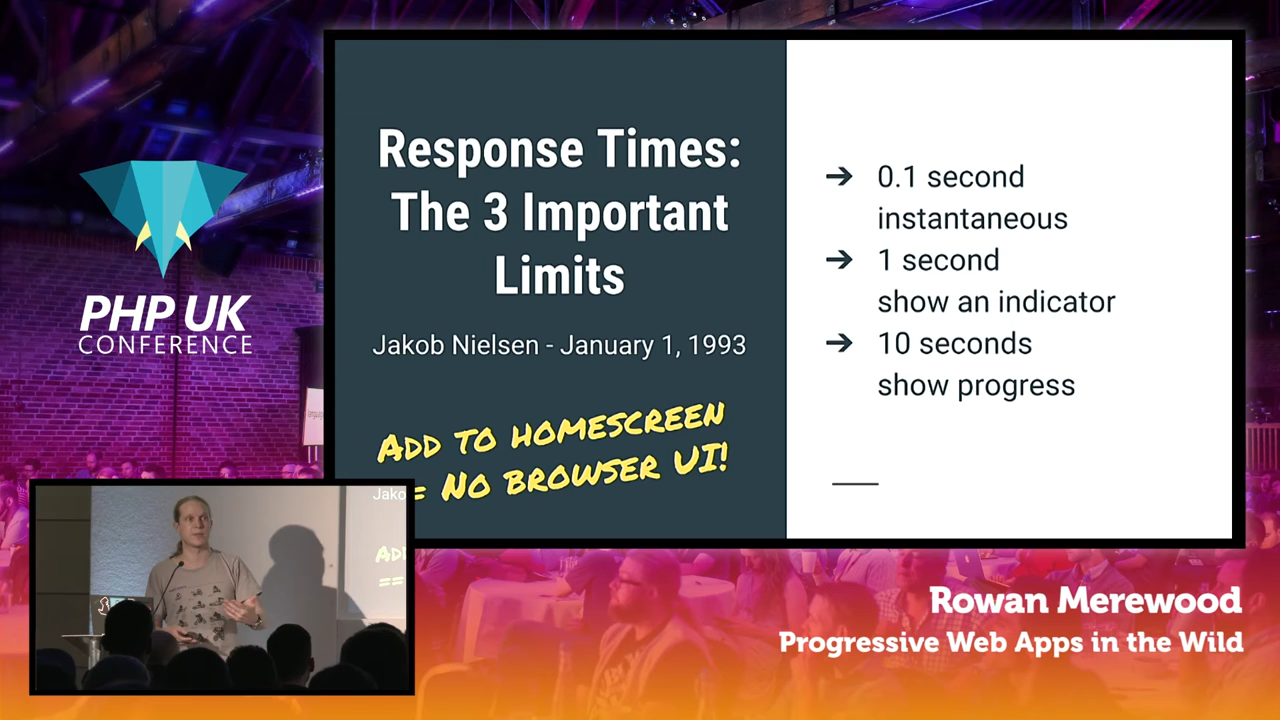 PHP UK
CONFERENCE
Response Times:
The 3 Important
Limits
Jakob Nielsen - January 1, 1993
ADD TO HOMESCREEN
= NO BROWSER UI!
➔ 0.1 second
instantaneous
➔ 1 second
show an indicator
➔ 10 seconds
show progress
Jako
ADD
==
Rowan Merewood
Progressive Web Apps in the Wild